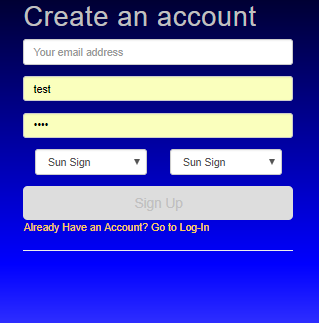 Create an account
Your email address
test
••••
Sun Sign Sun Sign
Sign Up
Already Have an Account? Go to Log-In